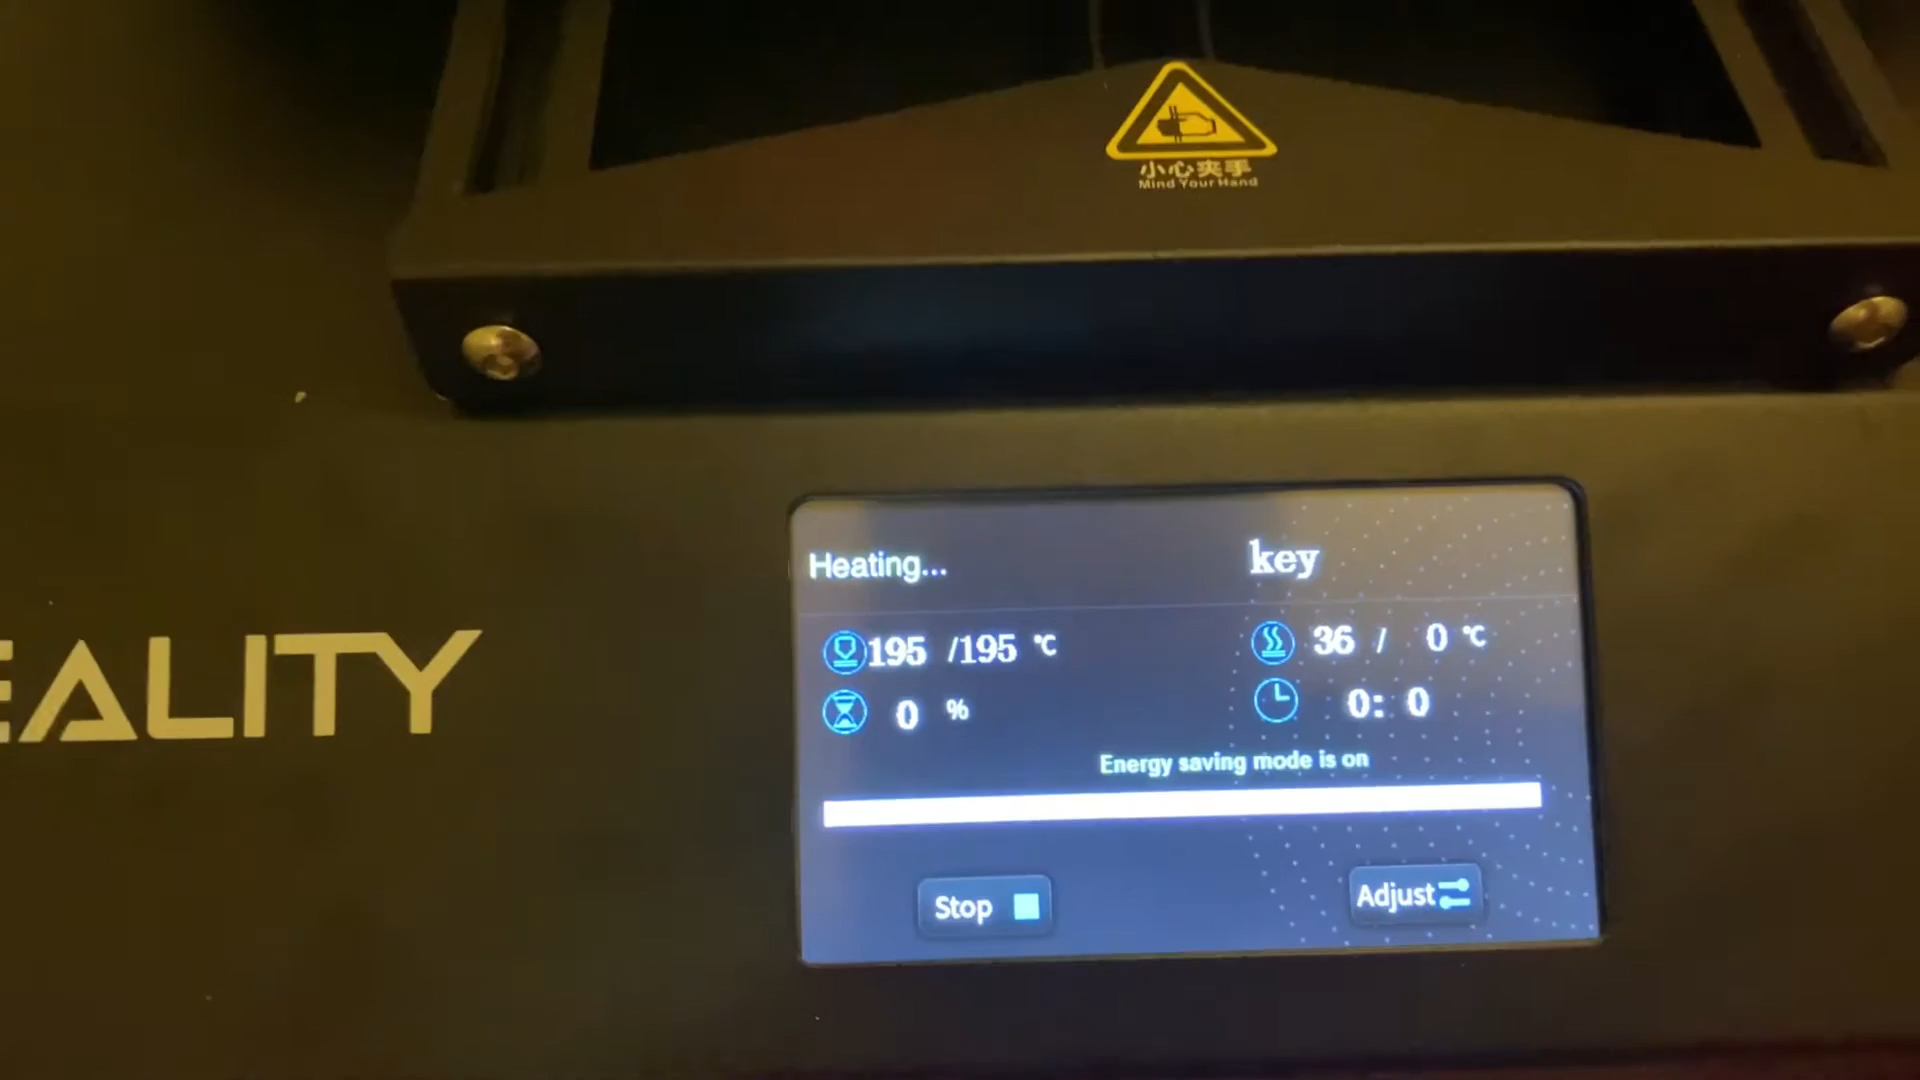 小心夹手
Mind Your Hand
EALITY
Heating...
key
195 /195 ℃
36 / 0 ℃
0 %
0: 0
Energy saving mode is on
Stop
Adjust